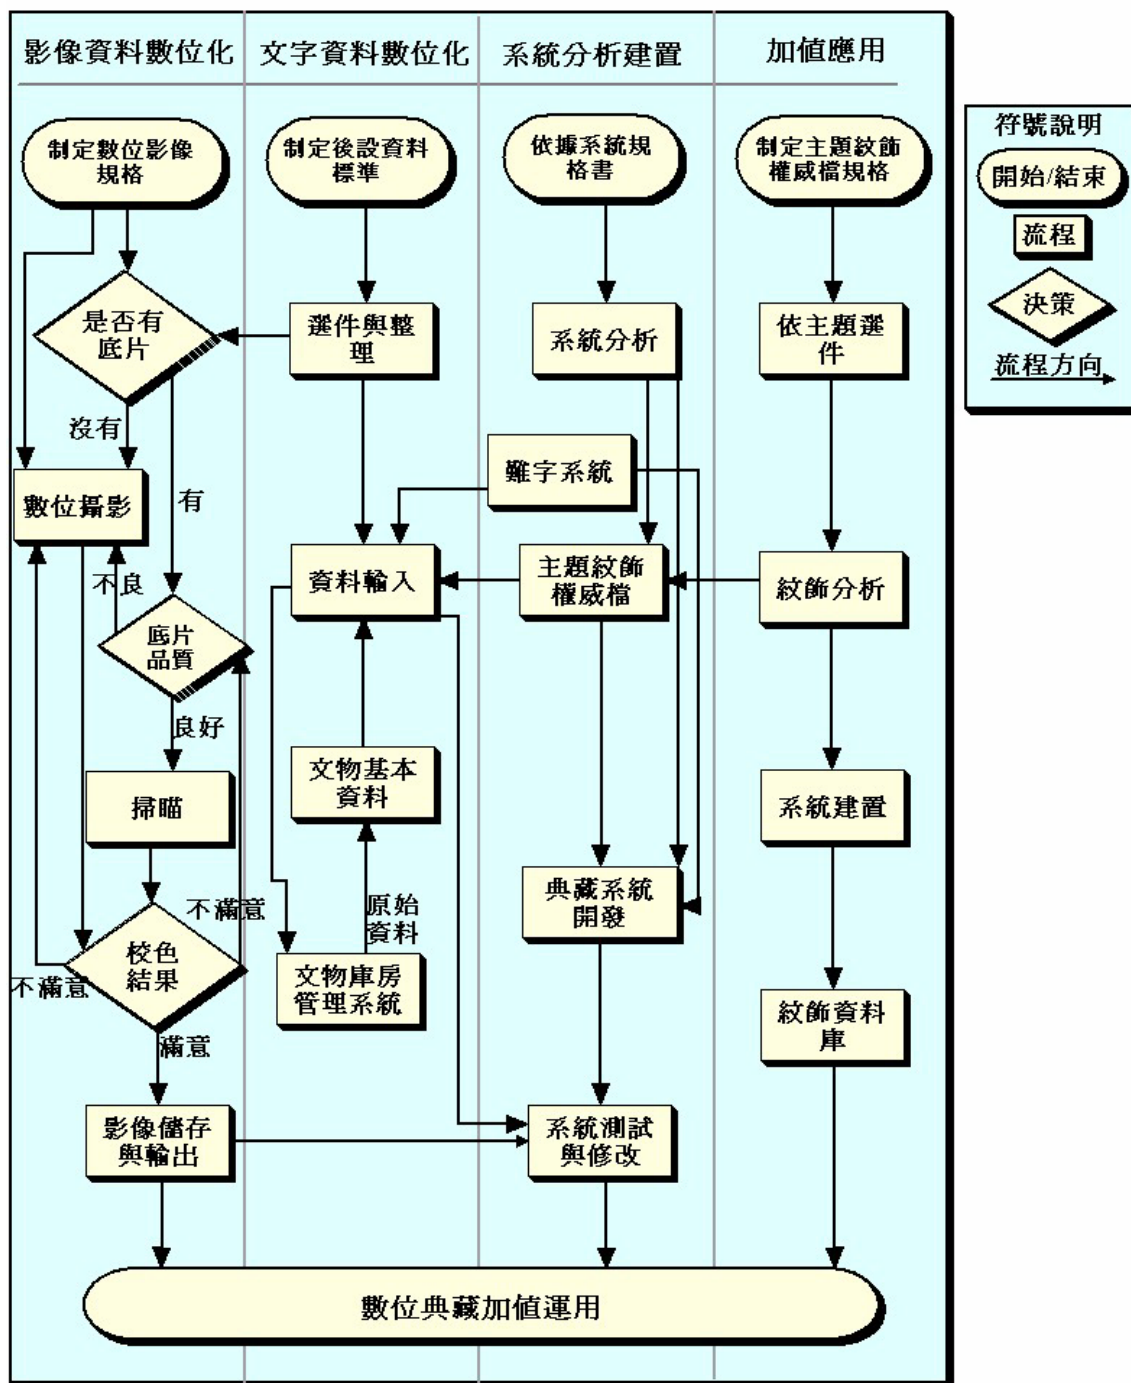 影像資料數位化
文字資料數位化
系統分析建置
加值應用
制定數位影像
規格
制定後設資料
標準
依據系統規
格書
制定主題紋飾
權威檔規格
符號說明
開始/結束
流程
決策
流程方向
是否有
底片
選件與整
理
系統分析
依主題選
件
沒有
有
數位攝影
難字系統
不良
資料輸入
主題紋飾
權威檔
紋飾分析
底片
品質
良好
掃瞄
文物基本
資料
系統建置
不滿意
原始
資料
典藏系統
開發
校色
結果
不滿意
文物庫房
管理系統
紋飾資料
庫
滿意
影像儲存
與輸出
系統測試
與修改
數位典藏加值運用